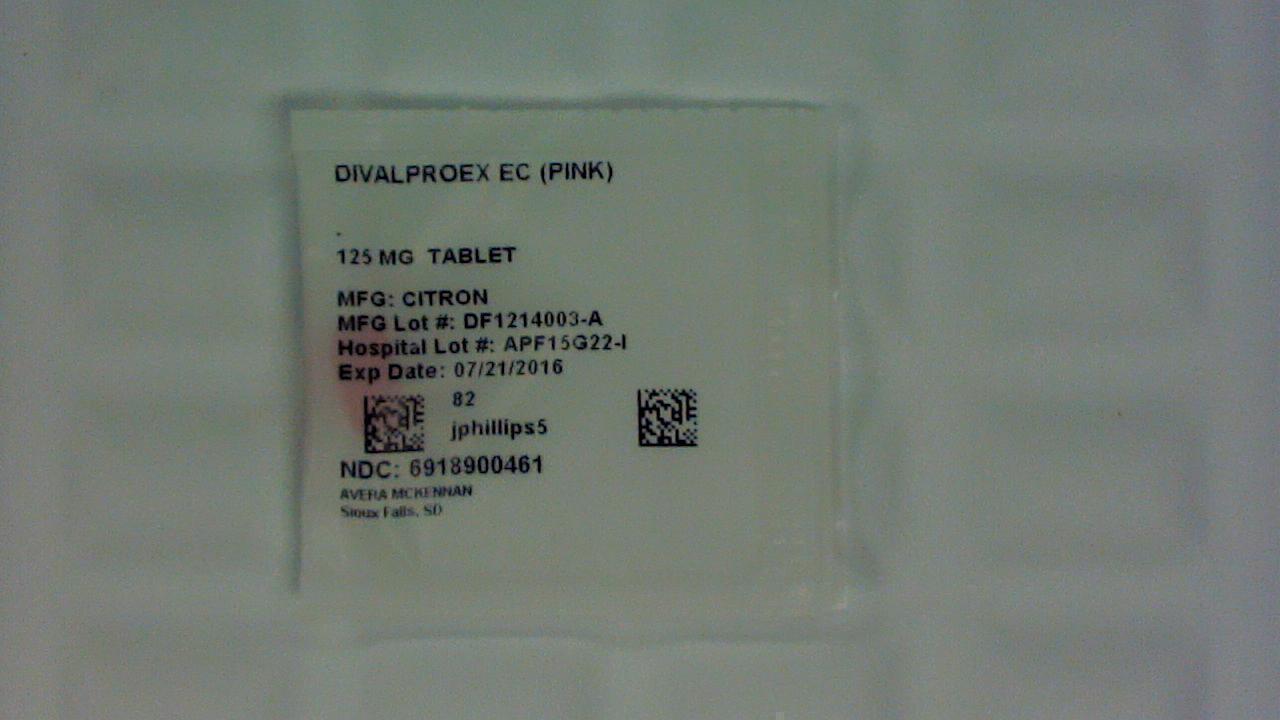 DIVALPROEX EC (PINK)
.
125 MG TABLET
MFG: CITRON
MFG Lot #: DF1214003-A
Hospital Lot #: APF15G22-I
Exp Date: 07/21/2016
82
jphillips5
NDC: 6918900461
AVERA MCKENNAN
Sioux Falls, SD